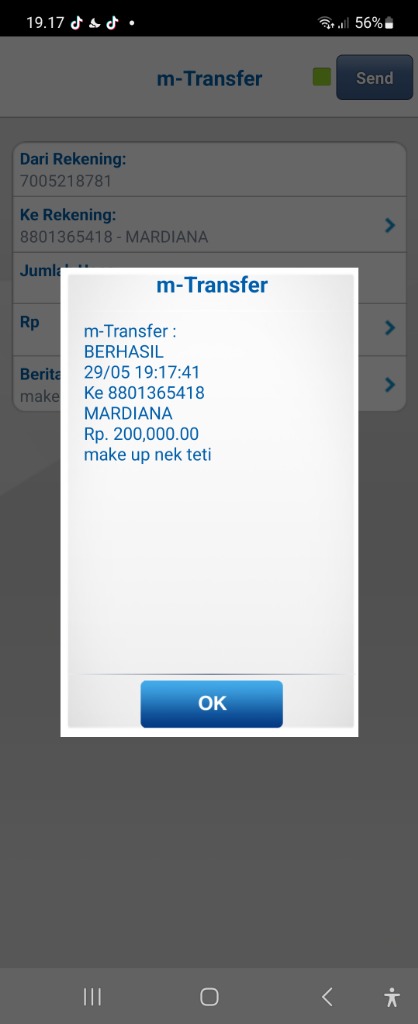 19.17
56%
m-Transfer
Send
Dari Rekening:
7005218781
Ke Rekening:
8801365418 - MARDIANA
Jumlah
Rp
Berita
make
m-Transfer
m-Transfer :
BERHASIL
29/05 19:17:41
Ke 8801365418
MARDIANA
Rp. 200,000.00
make up nek teti
OK